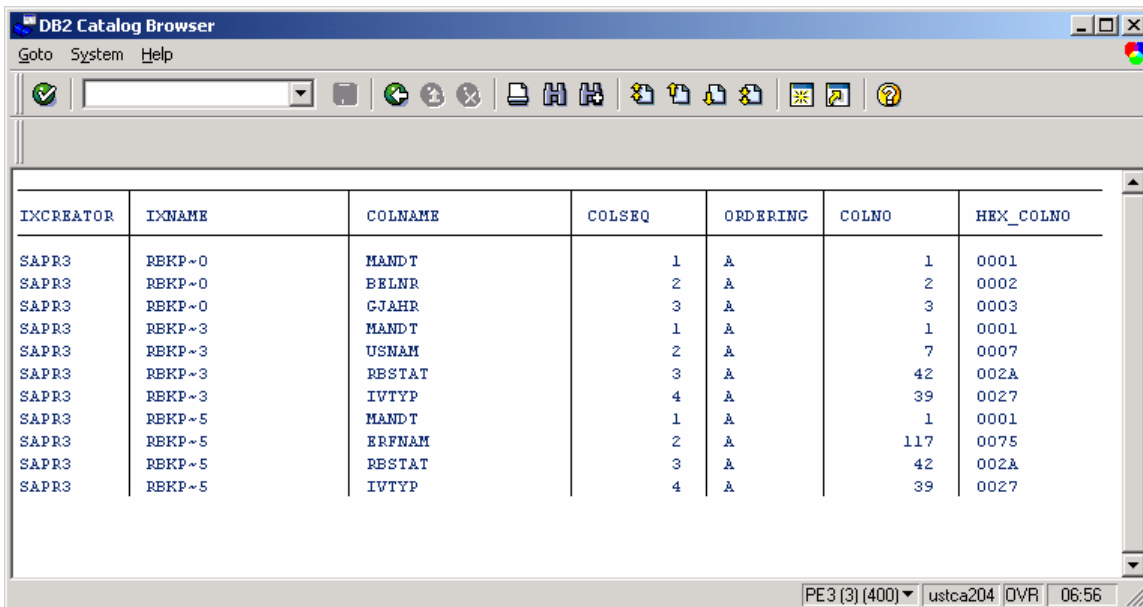 DB2 Catalog Browser
Goto System Help
IXCREATOR IXNAME COLNAME COLSEQ ORDERING COLNO HEX_COLNO
SAPR3 RBKP~0 MANDT 1 A 1 0001
SAPR3 RBKP~0 BELNR 2 A 2 0002
SAPR3 RBKP~0 GJAHR 3 A 3 0003
SAPR3 RBKP~3 MANDT 1 A 1 0001
SAPR3 RBKP~3 USNAM 2 A 7 0007
SAPR3 RBKP~3 RBSTAT 3 A 42 002A
SAPR3 RBKP~3 IVTYP 4 A 39 0027
SAPR3 RBKP~5 MANDT 1 A 1 0001
SAPR3 RBKP~5 ERFNAM 2 A 117 0075
SAPR3 RBKP~5 RBSTAT 3 A 42 002A
SAPR3 RBKP~5 IVTYP 4 A 39 0027
PE3 (3) (400) ustca204 OVR 06:56